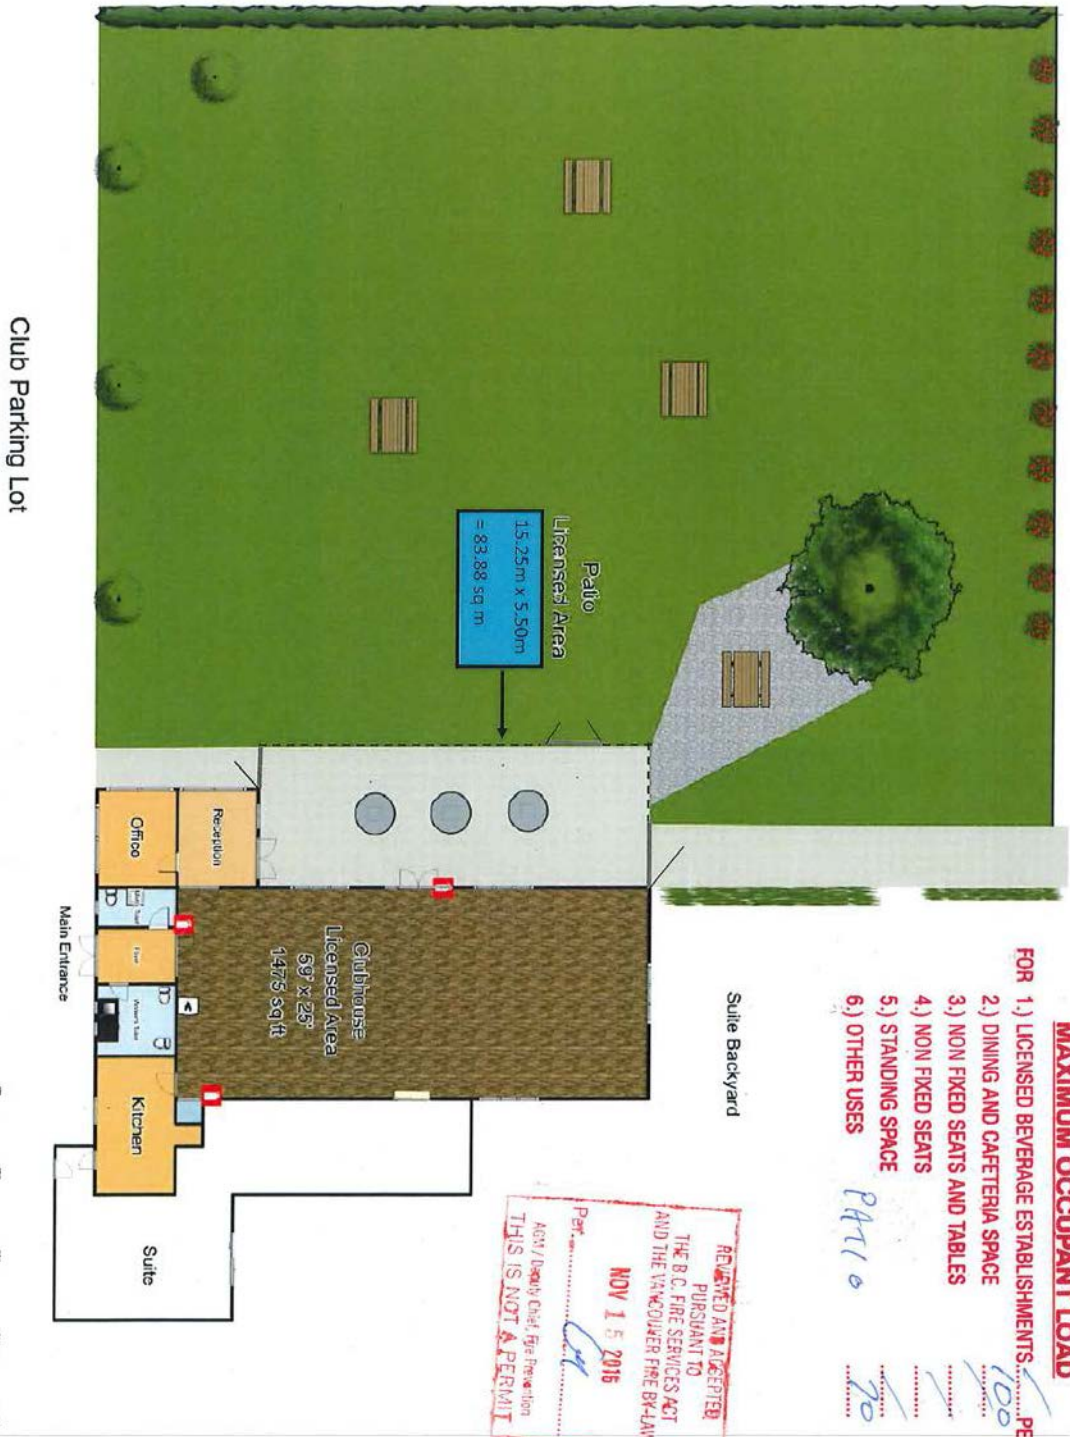 MAXIMUM OCCUPANT LOAD
FOR 1.) LICENSED BEVERAGE ESTABLISHMENTS
2.) DINING AND CAFETERIA SPACE 100
3.) NON FIXED SEATS AND TABLES
4.) NON FIXED SEATS
5.) STANDING SPACE
6.) OTHER USES PATIO 70
REVIEWED AND ACCEPTED
PURSUANT TO
THE B.C. FIRE SERVICES ACT
AND THE VANCOUVER FIRE BY-LAW
NOV 15 2016
Per.
AGM / Deputy Chief, Fire Prevention
THIS IS NOT A PERMIT
Suite Backyard
Patio
Licensed Area
15.25m x 5.50m
= 83.88 sq m
Clubhouse
Licensed Area
59' x 25'
1475 sq ft
Reception
Office
Kitchen
Suite
Main Entrance
Club Parking Lot